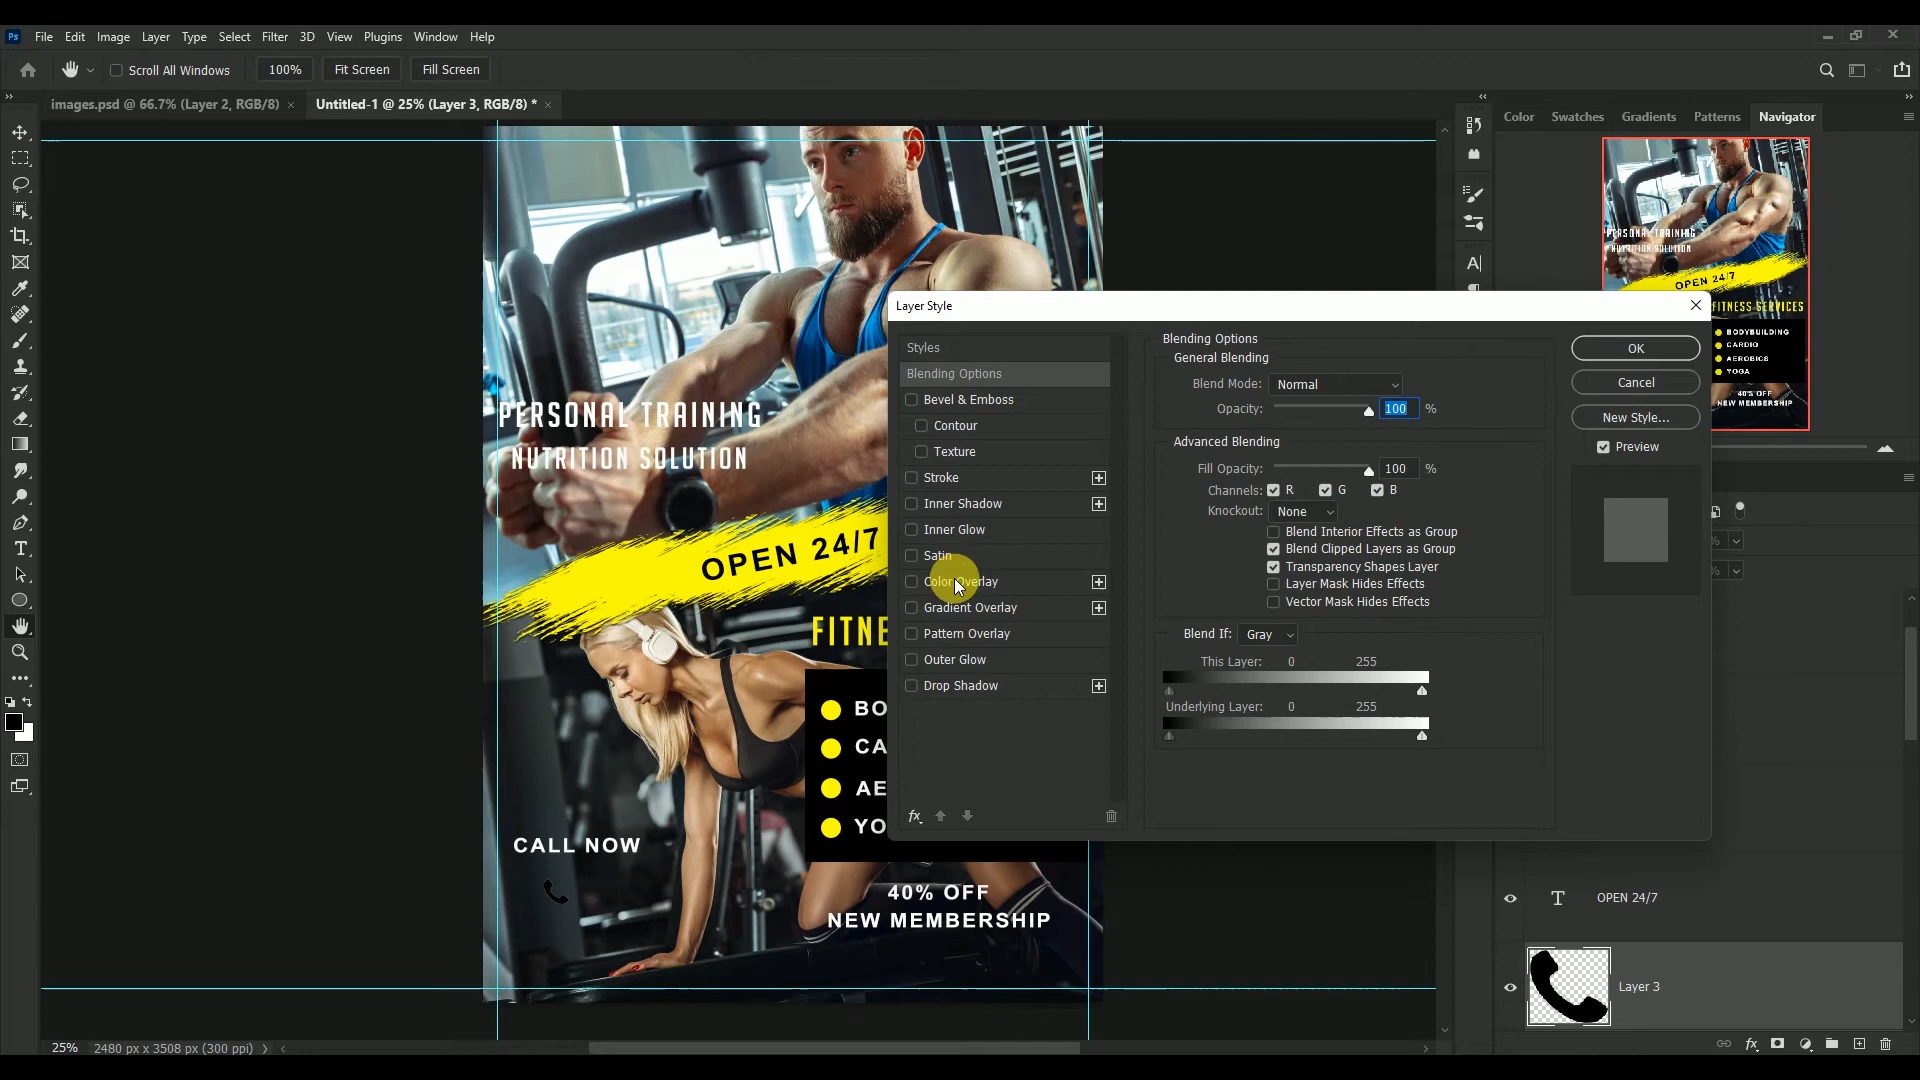 Ps File Edit Image Layer Type Select Filter 3D View Plugins Window Help
Scroll All Windows 100% Fit Screen Fill Screen
images.psd @ 66.7% (Layer 2, RGB/8) × Untitled-1 @ 25% (Layer 3, RGB/8) * ×
Color Swatches Gradients Patterns Navigator
PERSONAL TRAINING
NUTRITION SOLUTION
OPEN 24/7
FITNESS SERVICES
BODYBUILDING
CARDIO
AEROBICS
YOGA
40% OFF
NEW MEMBERSHIP
Layer Style
Styles
Blending Options
Bevel & Emboss
Contour
Texture
Stroke
Inner Shadow
Inner Glow
Satin
Color Overlay
Gradient Overlay
Pattern Overlay
Outer Glow
Drop Shadow
fx
Blending Options
General Blending
Blend Mode: Normal
Opacity: 100 %
Advanced Blending
Fill Opacity: 100 %
Channels: R G B
Knockout: None
Blend Interior Effects as Group
Blend Clipped Layers as Group
Transparency Shapes Layer
Layer Mask Hides Effects
Vector Mask Hides Effects
Blend If: Gray
This Layer: 0 255
Underlying Layer: 0 255
OK
Cancel
New Style...
Preview
PERSONAL TRAINING
NUTRITION SOLUTION
OPEN 24/7
FITNE
BO
CA
AE
YO
CALL NOW
40% OFF
NEW MEMBERSHIP
%
%
T OPEN 24/7
Layer 3
fx
25% 2480 px x 3508 px (300 ppi)